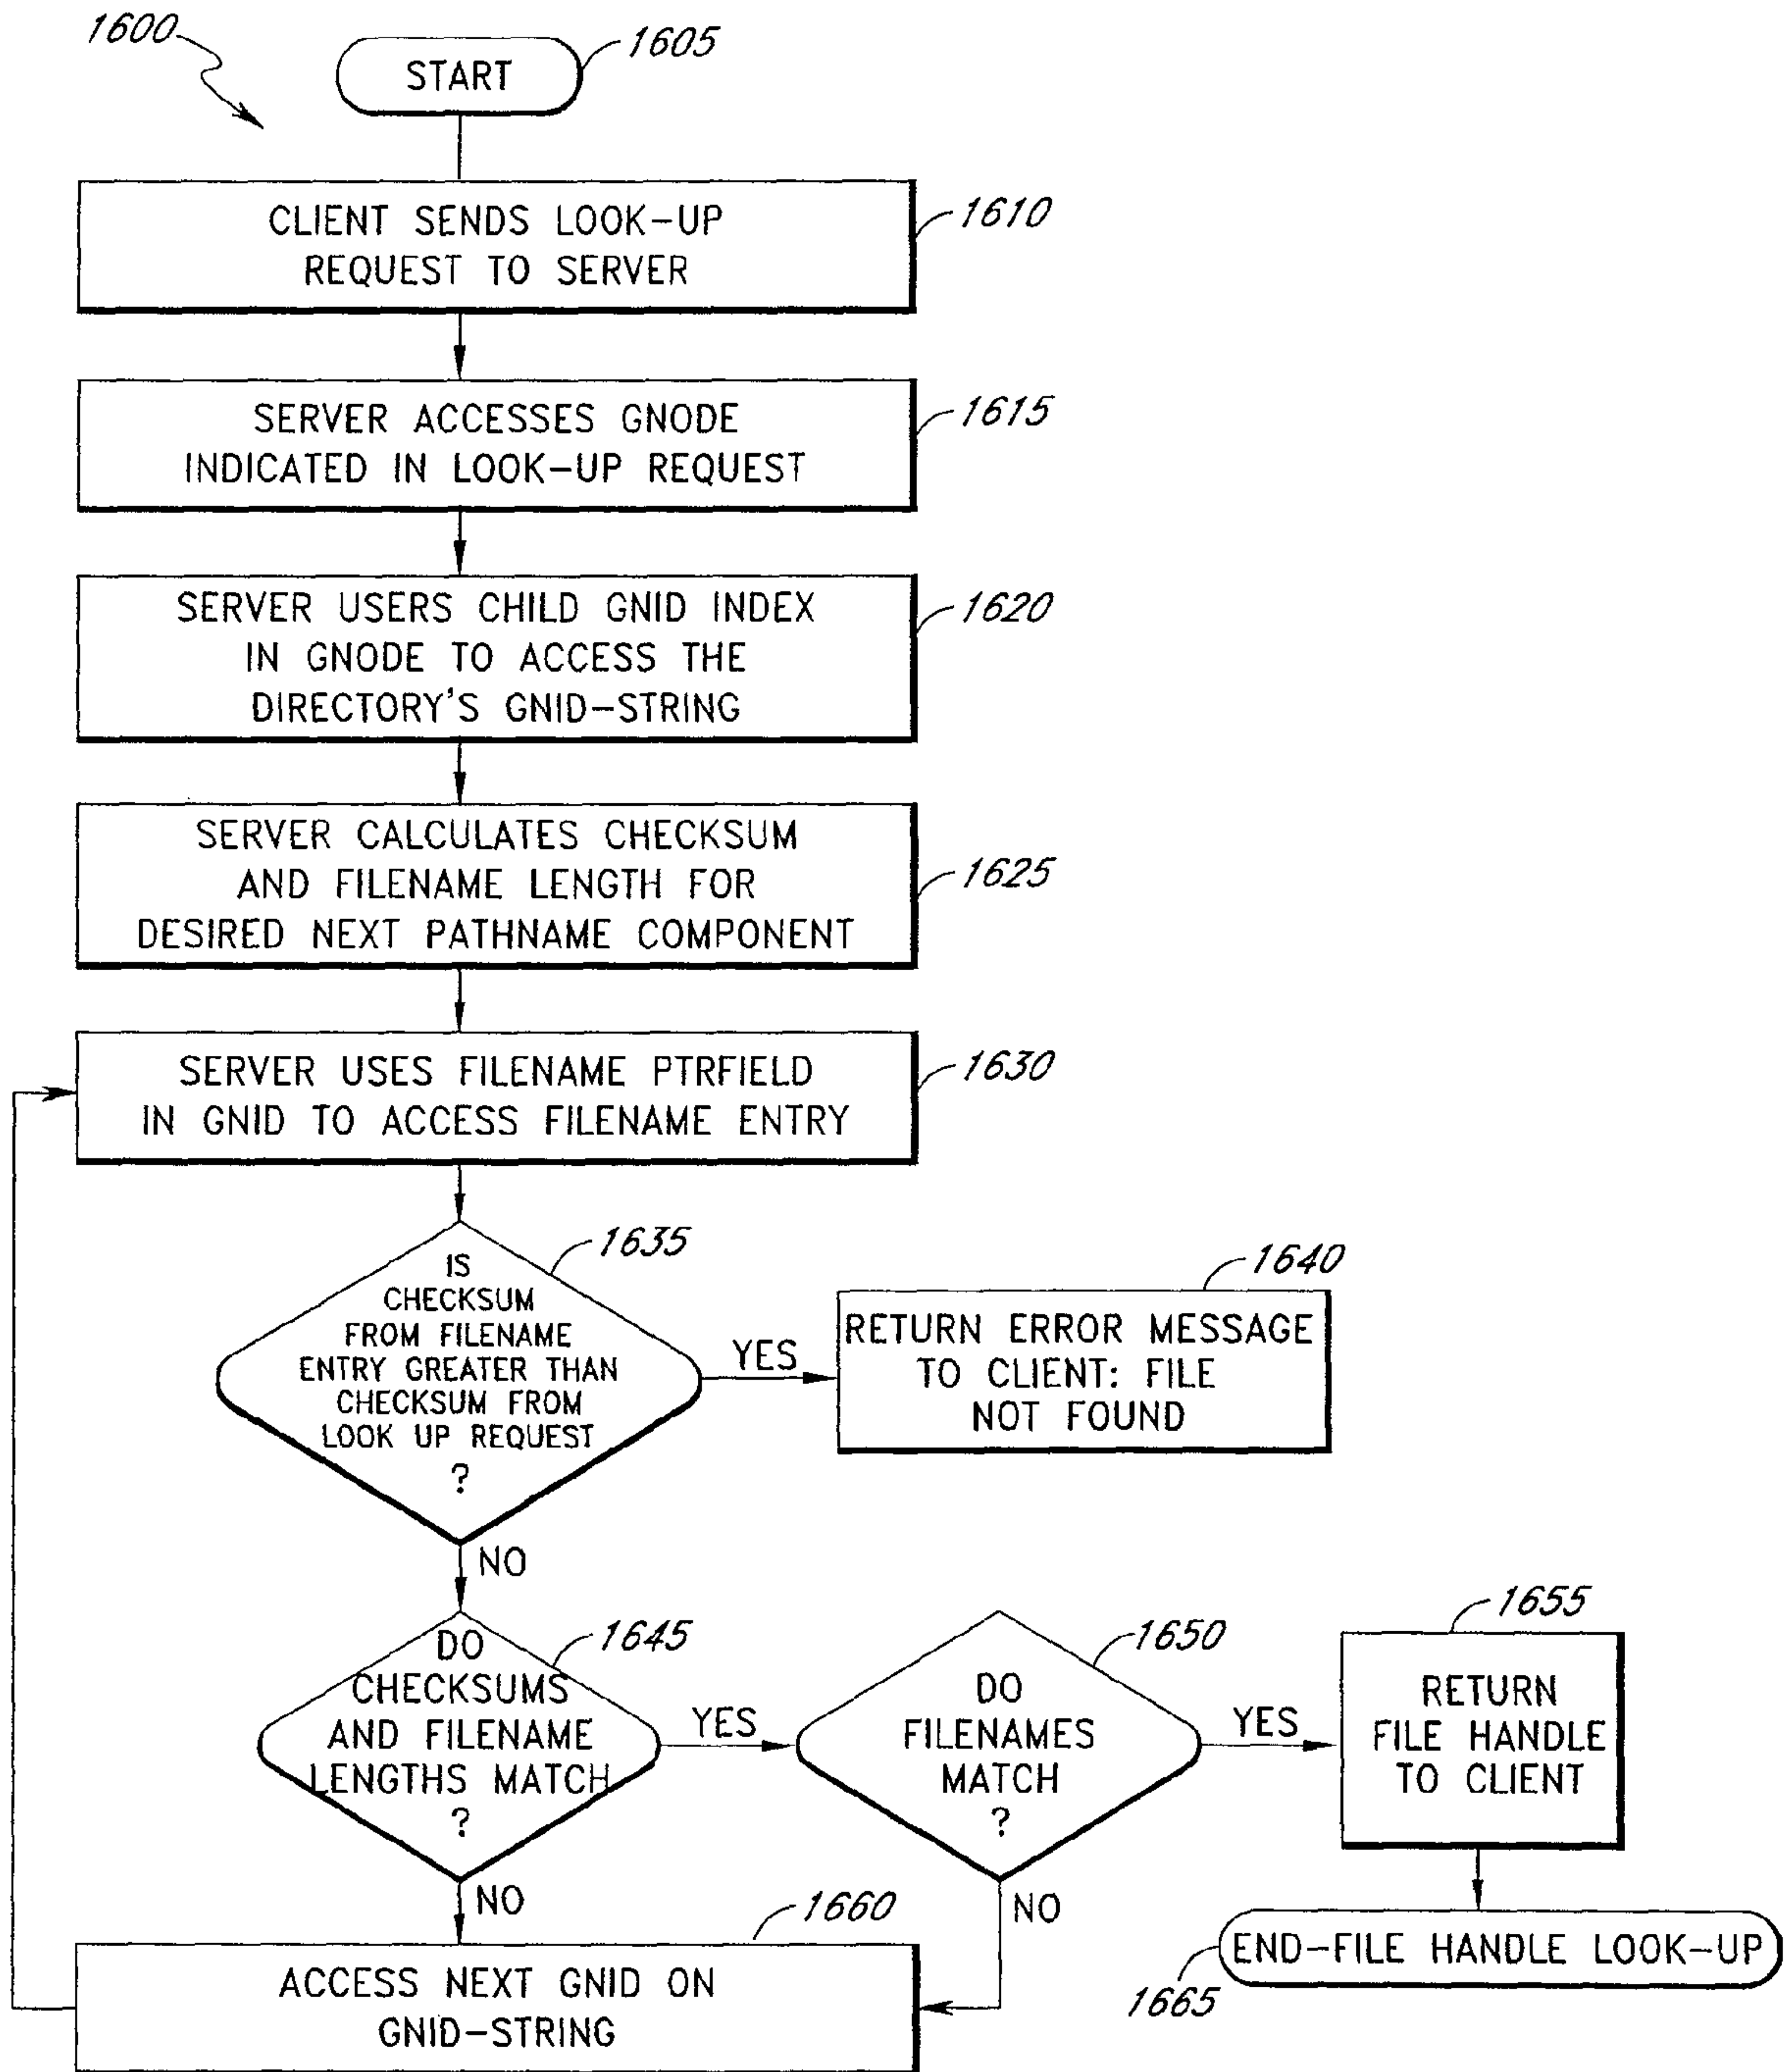 1600
START
1605
CLIENT SENDS LOOK-UP
REQUEST TO SERVER
1610
SERVER ACCESSES GNODE
INDICATED IN LOOK-UP REQUEST
1615
SERVER USERS CHILD GNID INDEX
IN GNODE TO ACCESS THE
DIRECTORY'S GNID-STRING
1620
SERVER CALCULATES CHECKSUM
AND FILENAME LENGTH FOR
DESIRED NEXT PATHNAME COMPONENT
1625
SERVER USES FILENAME PTRFIELD
IN GNID TO ACCESS FILENAME ENTRY
1630
IS
CHECKSUM
FROM FILENAME
ENTRY GREATER THAN
CHECKSUM FROM
LOOK UP REQUEST
?
1635
YES
RETURN ERROR MESSAGE
TO CLIENT: FILE
NOT FOUND
1640
NO
DO
CHECKSUMS
AND FILENAME
LENGTHS MATCH
?
1645
YES
DO
FILENAMES
MATCH
?
1650
YES
RETURN
FILE HANDLE
TO CLIENT
1655
NO
NO
ACCESS NEXT GNID ON
GNID-STRING
1660
END-FILE HANDLE LOOK-UP
1665